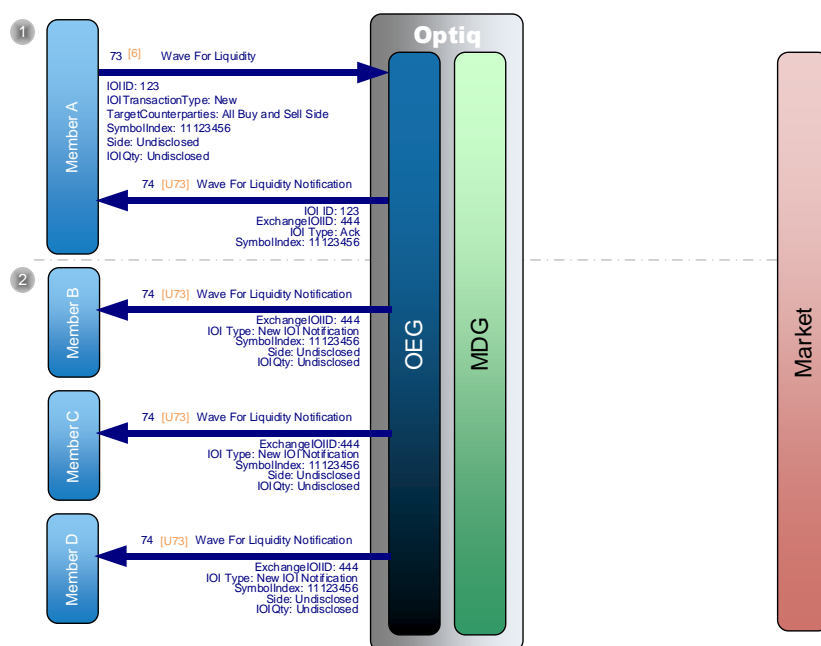 1
Optiq
73 [6] Wave For Liquidity
IOIID: 123
IOITransactionType: New
TargetCounterparties: All Buy and Sell Side
SymbolIndex: 11123456
Side: Undisclosed
IOIQty: Undisclosed
Member A
74 [U73] Wave For Liquidity Notification
IOI ID: 123
ExchangeIOIID: 444
IOI Type: Ack
SymbolIndex: 11123456
2
Member B
74 [U73] Wave For Liquidity Notification
ExchangeIOIID: 444
IOI Type: New IOI Notification
SymbolIndex: 11123456
Side: Undisclosed
IOIQty: Undisclosed
OEG
MDG
Market
Member C
74 [U73] Wave For Liquidity Notification
ExchangeIOIID:444
IOI Type: New IOI Notification
SymbolIndex: 11123456
Side: Undisclosed
IOIQty: Undisclosed
Member D
74 [U73] Wave For Liquidity Notification
ExchangeIOIID: 444
IOI Type: New IOI Notification
SymbolIndex: 11123456
Side: Undisclosed
IOIQty: Undisclosed